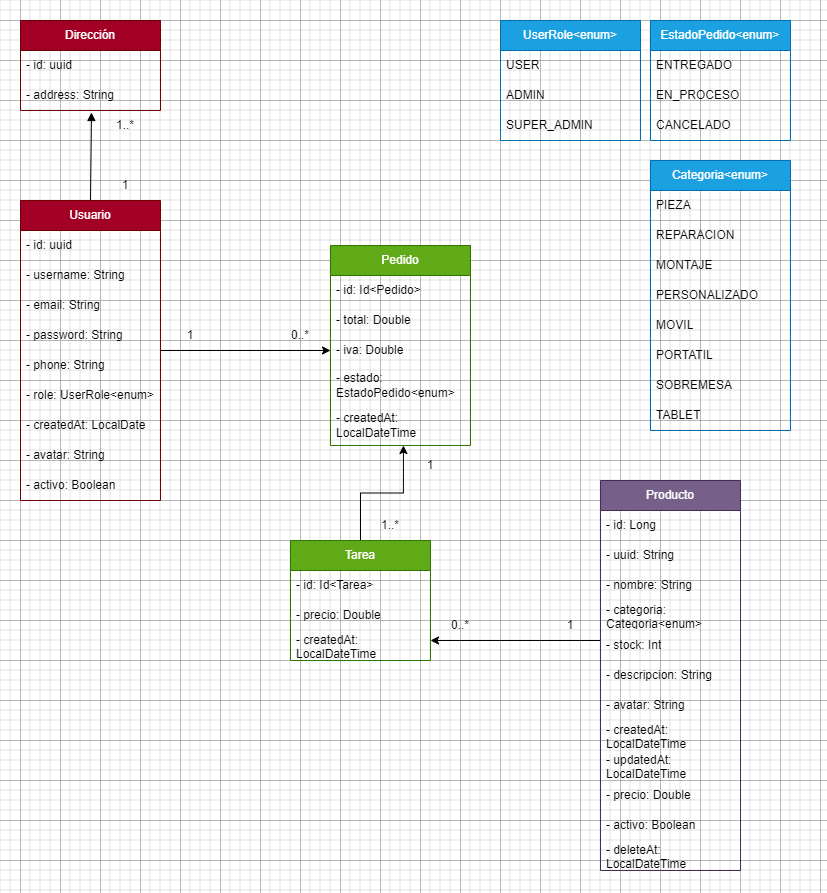 Dirección
- id: uuid
- address: String
1..*
1
Usuario
- id: uuid
- username: String
- email: String
- password: String
- phone: String
- role: UserRole<enum>
- createdAt: LocalDate
- avatar: String
- activo: Boolean
1
0..*
Pedido
- id: Id<Pedido>
- total: Double
- iva: Double
- estado:
EstadoPedido<enum>
- createdAt:
LocalDateTime
1
1..*
Tarea
- id: Id<Tarea>
- precio: Double
- createdAt:
LocalDateTime
0..*
1
UserRole<enum>
USER
ADMIN
SUPER_ADMIN
EstadoPedido<enum>
ENTREGADO
EN_PROCESO
CANCELADO
Categoria<enum>
PIEZA
REPARACION
MONTAJE
PERSONALIZADO
MOVIL
PORTATIL
SOBREMESA
TABLET
Producto
- id: Long
- uuid: String
- nombre: String
- categoria:
Categoria<enum>
- stock: Int
- descripcion: String
- avatar: String
- createdAt:
LocalDateTime
- updatedAt:
LocalDateTime
- precio: Double
- activo: Boolean
- deleteAt:
LocalDateTime